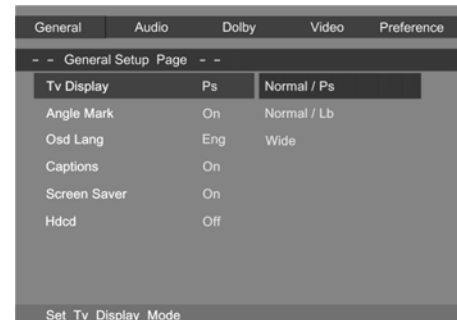 General Audio Dolby Video Preference
- - General Setup Page - -
Tv Display Ps Normal / Ps
Angle Mark On Normal / Lb
Osd Lang Eng Wide
Captions On
Screen Saver On
Hdcd Off
Set Tv Display Mode